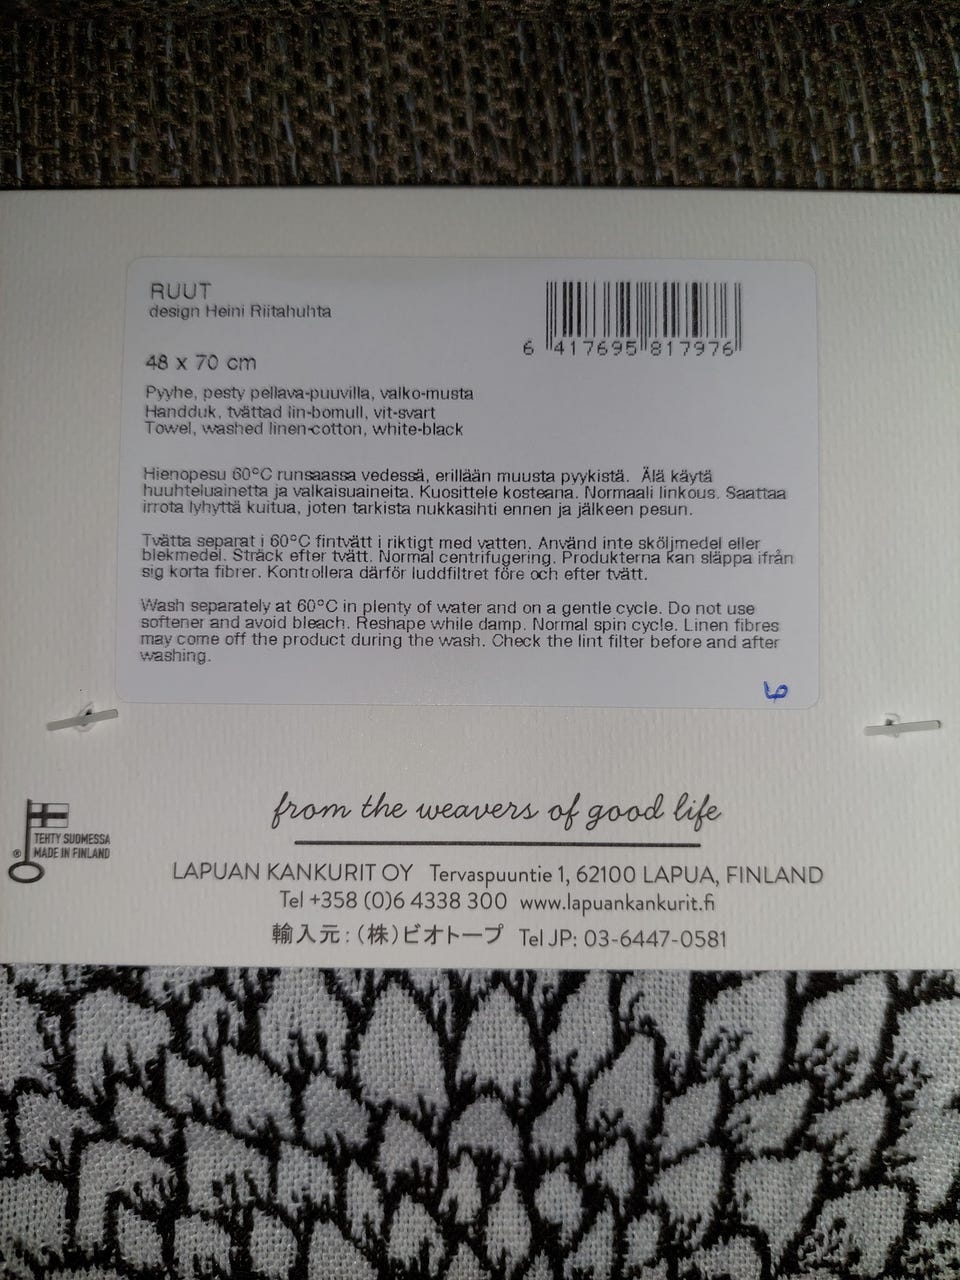 RUUT
design Heini Riitahuhta
6 417695 817976
48 x 70 cm
Pyyhe, pesty pellava-puuvilla, valko-musta
Handduk, tvättad lin-bomull, vit-svart
Towel, washed linen-cotton, white-black
Hienopesu 60°C runsaassa vedessä, erillään muusta pyykistä. Älä käytä
huuhteluainetta ja valkaisuaineita. Kuosittele kosteana. Normaali linkous. Saattaa
irrota lyhyttä kuitua, joten tarkista nukkasihti ennen ja jälkeen pesun.
Tvätta separat i 60°C fintvätt i riktigt med vatten. Använd inte sköljmedel eller
blekmedel. Sträck efter tvätt. Normal centrifugering. Produkterna kan släppa ifrån
sig korta fibrer. Kontrollera därför luddfiltret före och efter tvätt.
Wash separately at 60°C in plenty of water and on a gentle cycle. Do not use
softener and avoid bleach. Reshape while damp. Normal spin cycle. Linen fibres
may come off the product during the wash. Check the lint filter before and after
washing.
6
from the weavers of good life
TEHTY SUOMESSA
® MADE IN FINLAND
LAPUAN KANKURIT OY Tervaspuuntie 1, 62100 LAPUA, FINLAND
Tel +358 (0)6 4338 300 www.lapuankankurit.fi
輸入元:(株)ビオトープ Tel JP: 03-6447-0581